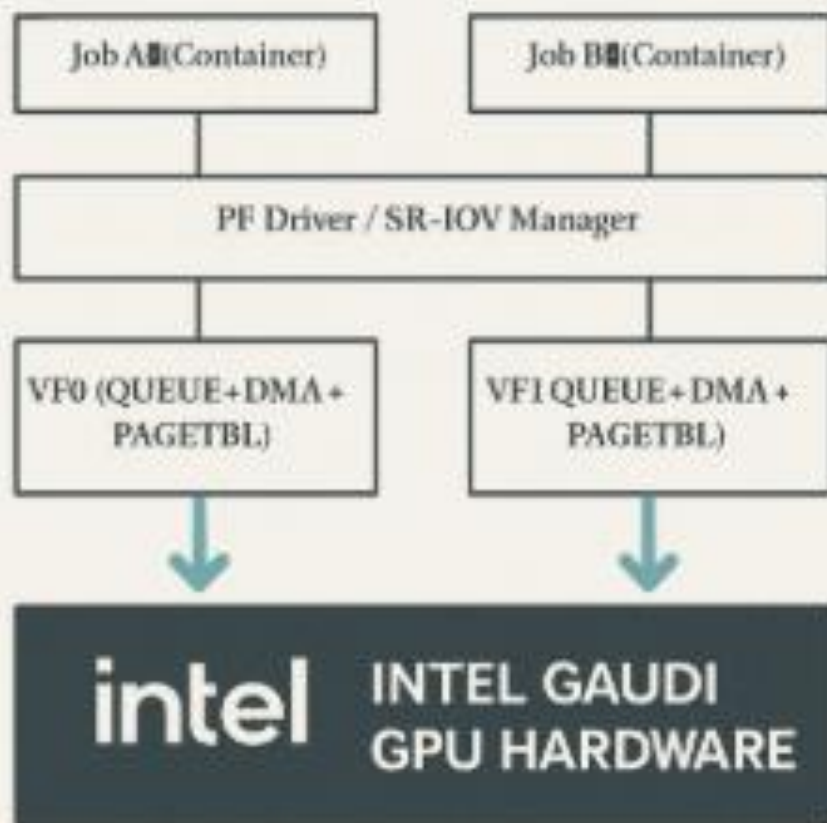 Job A (Container)
Job B (Container)
PF Driver / SR-IOV Manager
VF0 (QUEUE+DMA+
PAGETBL)
VF1 QUEUE+DMA+
PAGETBL)
intel
INTEL GAUDI
GPU HARDWARE